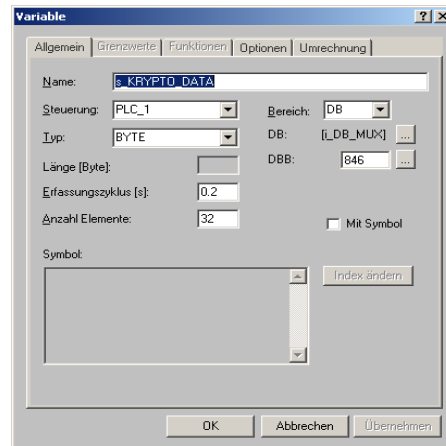 Variable
Allgemein Grenzwerte Funktionen Optionen Umrechnung
Name: s_KRYPTO_DATA
Steuerung: PLC_1 Bereich: DB
Typ: BYTE DB: [i_DB_MUX] ...
Länge [Byte]: DBB: 846 ...
Erfassungszyklus [s]: 0.2
Anzahl Elemente: 32 Mit Symbol
Symbol:
Index ändern
OK Abbrechen Übernehmen